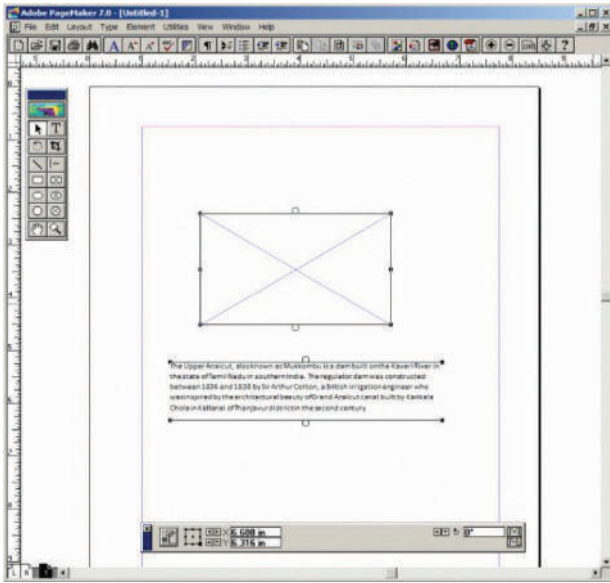 Adobe PageMaker 7.0 - [Untitled-1]
File Edit Layout Type Element Utilities View Window Help
The Upper Anaicut, also known as Mukkombu is a dam built on the Kaveri River in
the state of Tamil Nadu in southern India. The regulator dam was constructed
between 1836 and 1838 by Sir Arthur Cotton, a British irrigation engineer who
was inspired by the architectural beauty of Grand Anaicut canal built by Karikala
Chola in Kallanai of Thanjavur district in the second century
X 6.688 in
Y 6.376 in
0°
L R